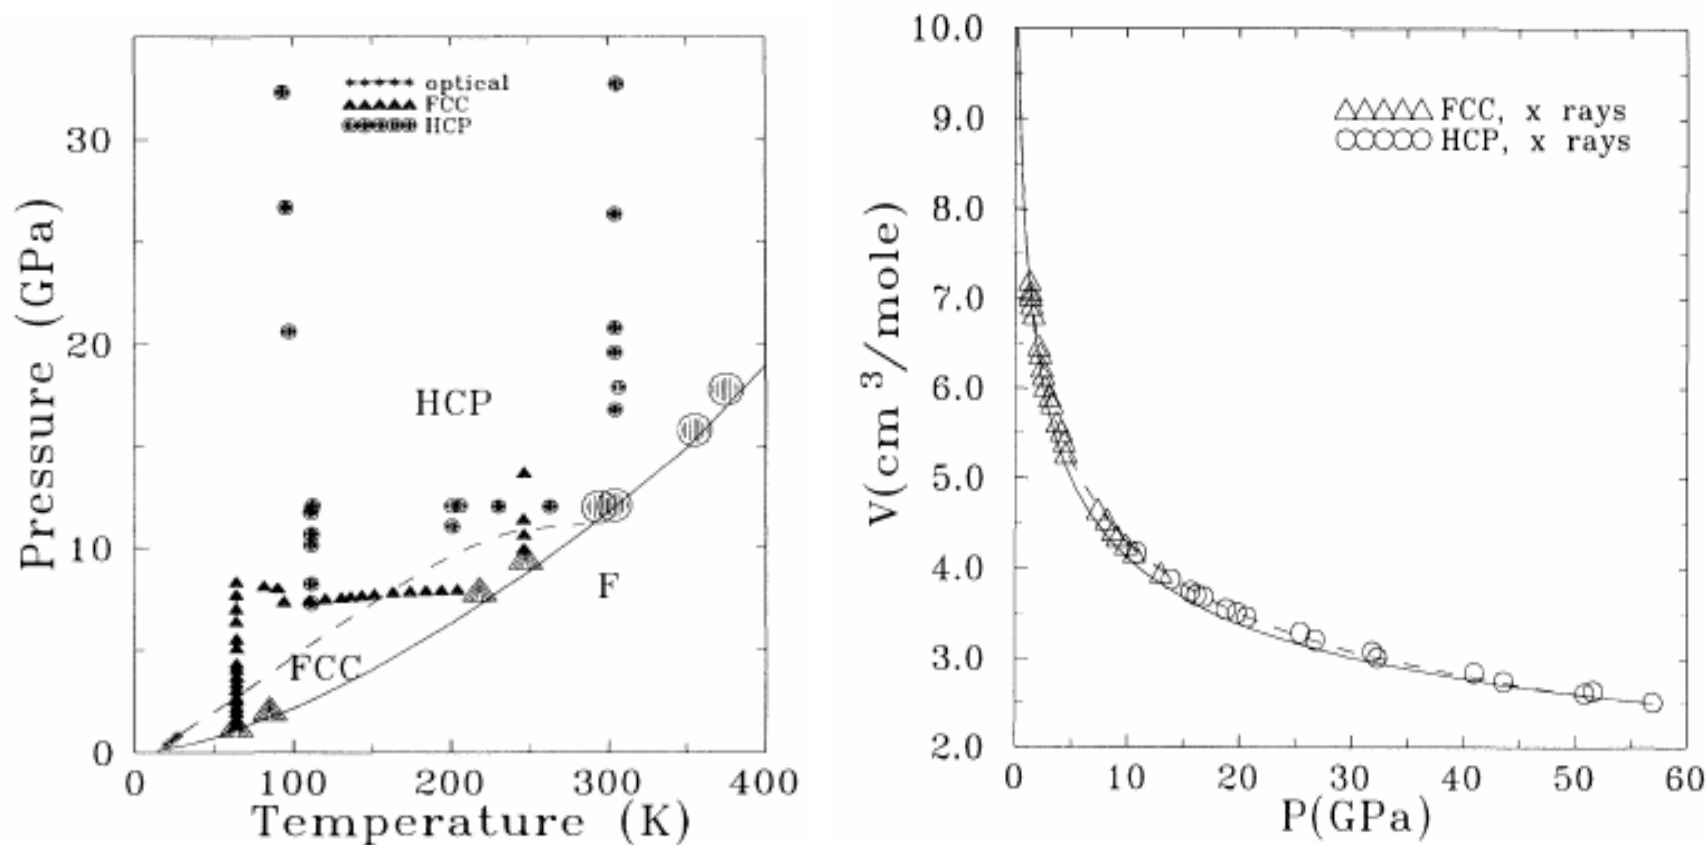 Pressure (GPa)
30
20
10
0
optical
FCC
HCP
HCP
FCC
F
0 100 200 300 400
Temperature (K)
V(cm 3/mole)
10.0
9.0
8.0
7.0
6.0
5.0
4.0
3.0
2.0
FCC, x rays
HCP, x rays
0 10 20 30 40 50 60
P(GPa)